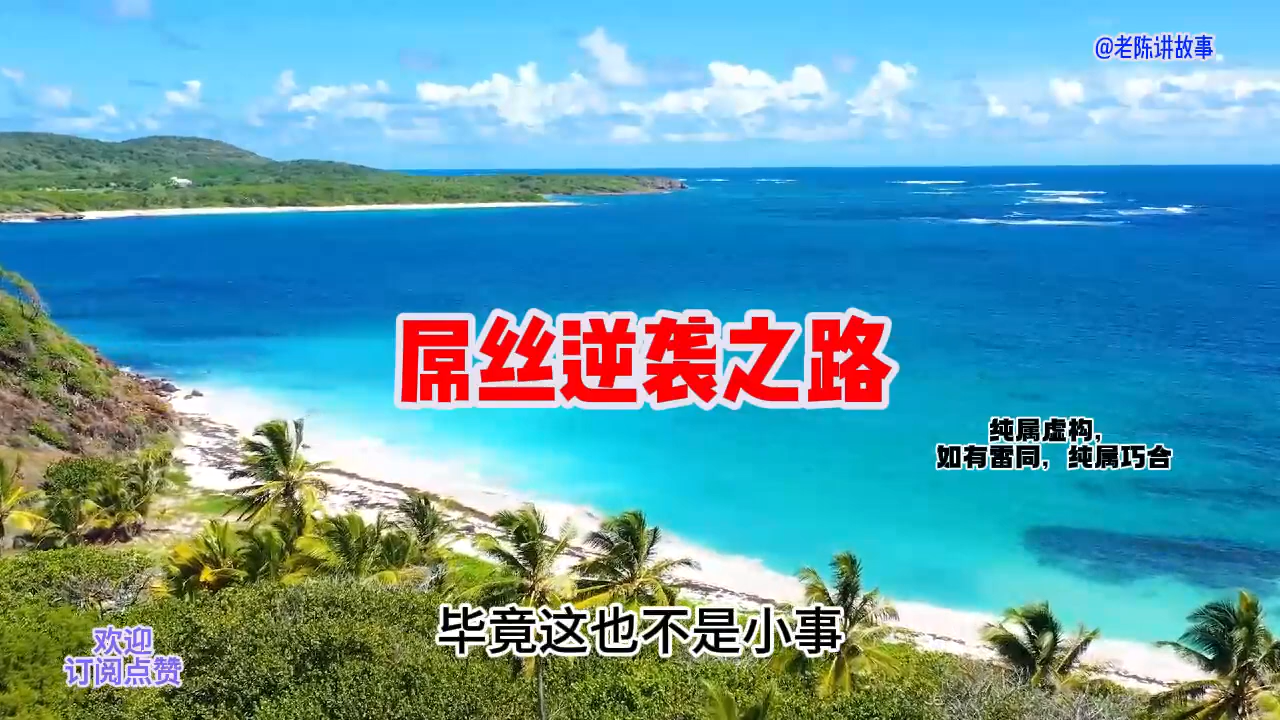 @老陈讲故事
屌丝逆袭之路
纯属虚构，
如有雷同，纯属巧合
毕竟这也不是小事
欢迎
订阅点赞